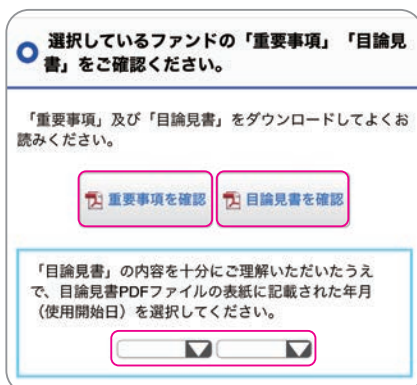 選択しているファンドの「重要事項」「目論見
書」をご確認ください。
「重要事項」及び「目論見書」をダウンロードしてよくお
読みください。
重要事項を確認 目論見書を確認
「目論見書」の内容を十分にご理解いただいたうえ
で、目論見書PDFファイルの表紙に記載された年月
（使用開始日）を選択してください。